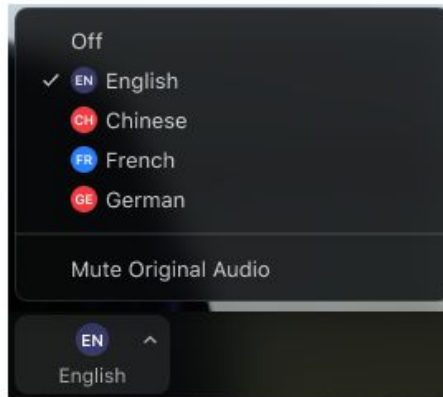 Off
EN English
CH Chinese
FR French
GE German
Mute Original Audio
EN
English